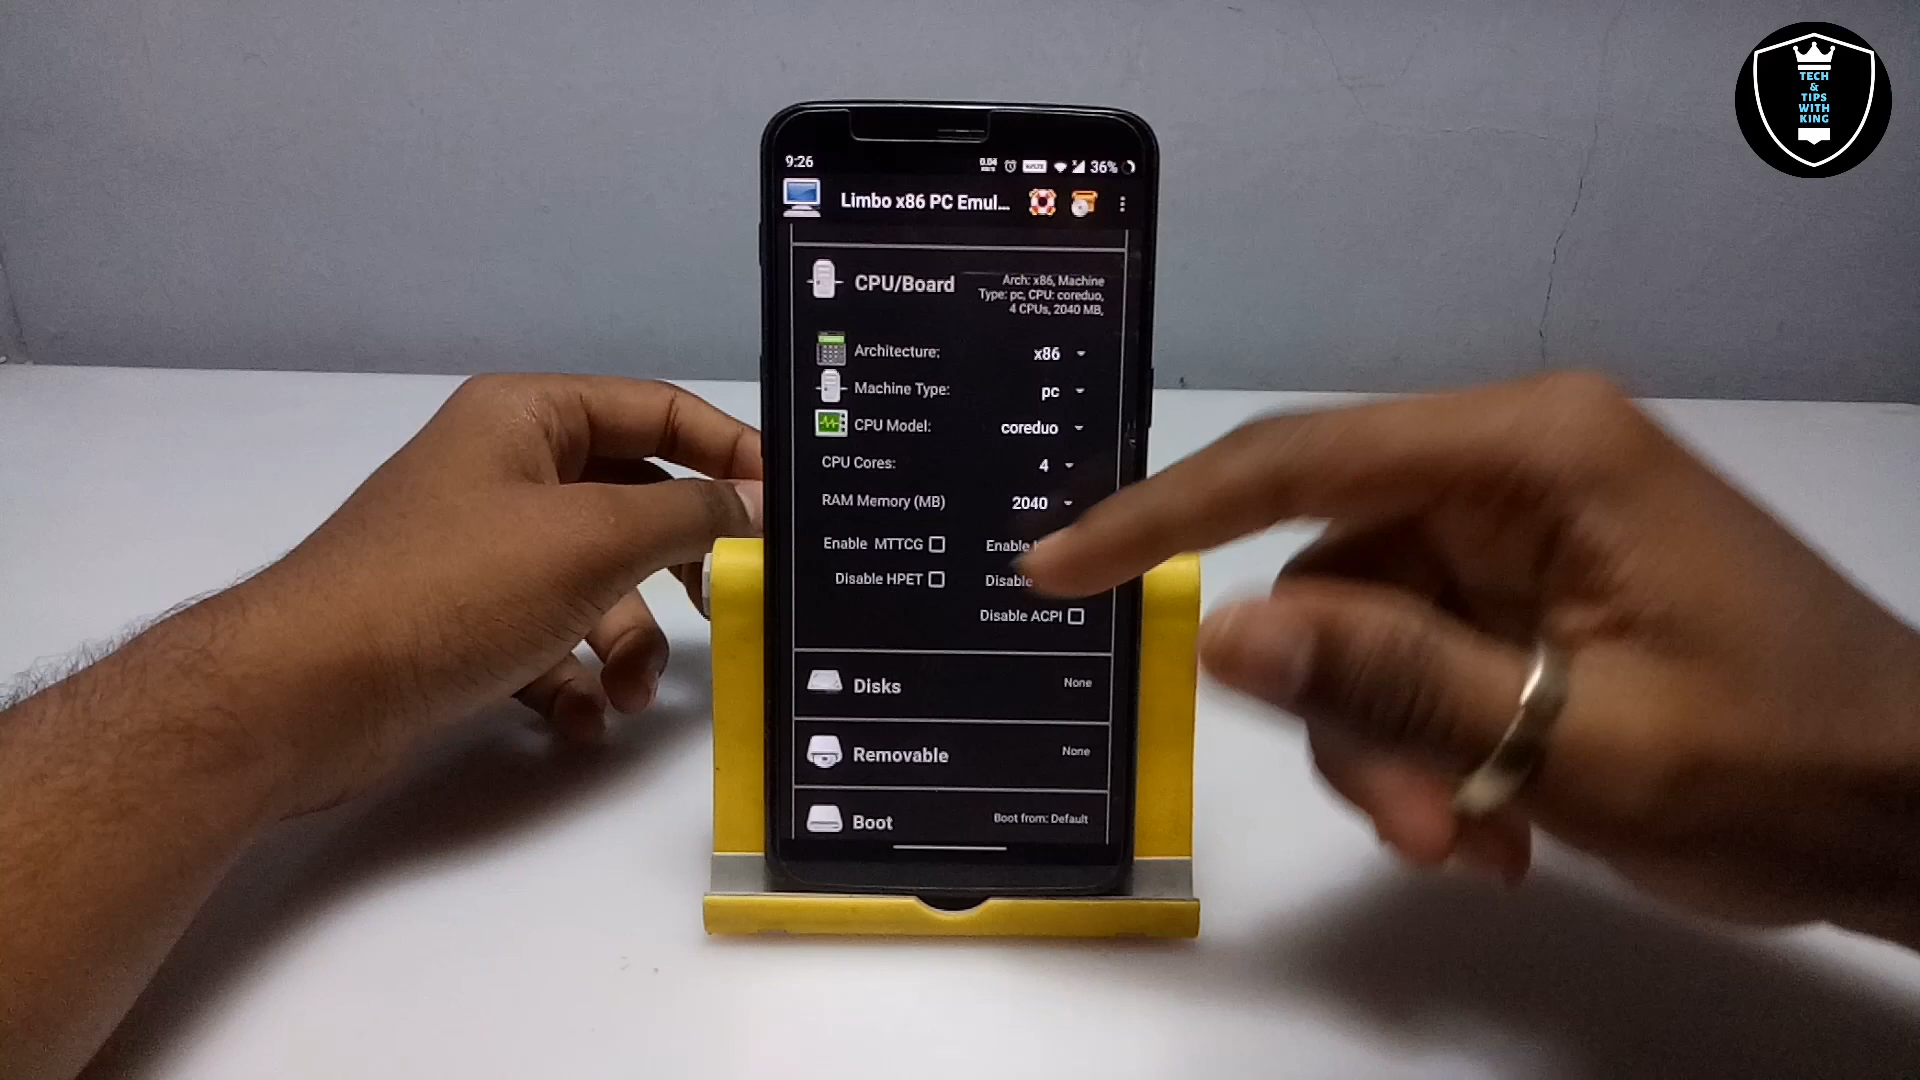 TECH
&
TIPS
WITH
KING
9:26
0.04
36%
Limbo x86 PC Emul...
CPU/Board
Arch: x86, Machine
Type: pc, CPU: coreduo,
4 CPUs, 2040 MB,
Architecture: x86
Machine Type: pc
CPU Model: coreduo
CPU Cores: 4
RAM Memory (MB) 2040
Enable MTTCG Enable
Disable HPET Disable
Disable ACPI
Disks None
Removable None
Boot Boot from: Default